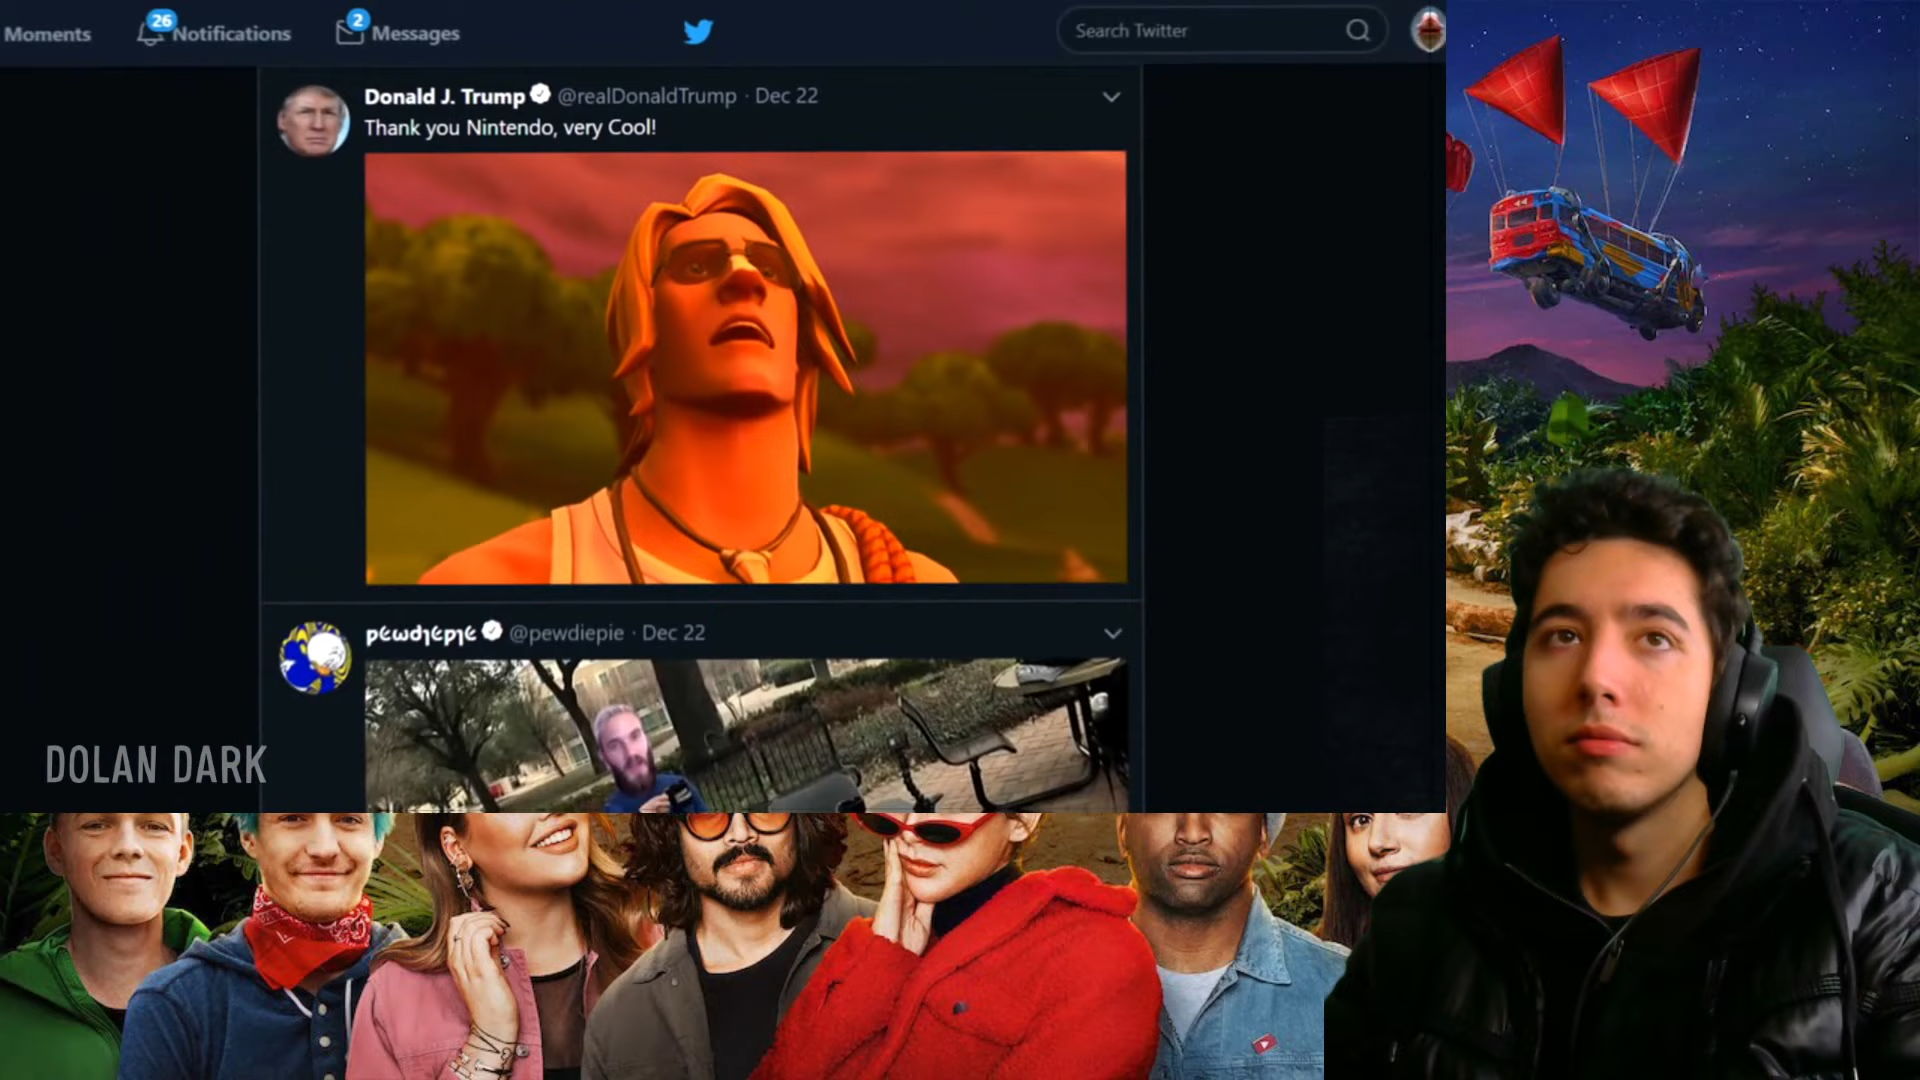 Moments
26
Notifications
2
Messages
Search Twitter
Donald J. Trump @realDonaldTrump · Dec 22
Thank you Nintendo, very Cool!
pewdiepie @pewdiepie · Dec 22
DOLAN DARK